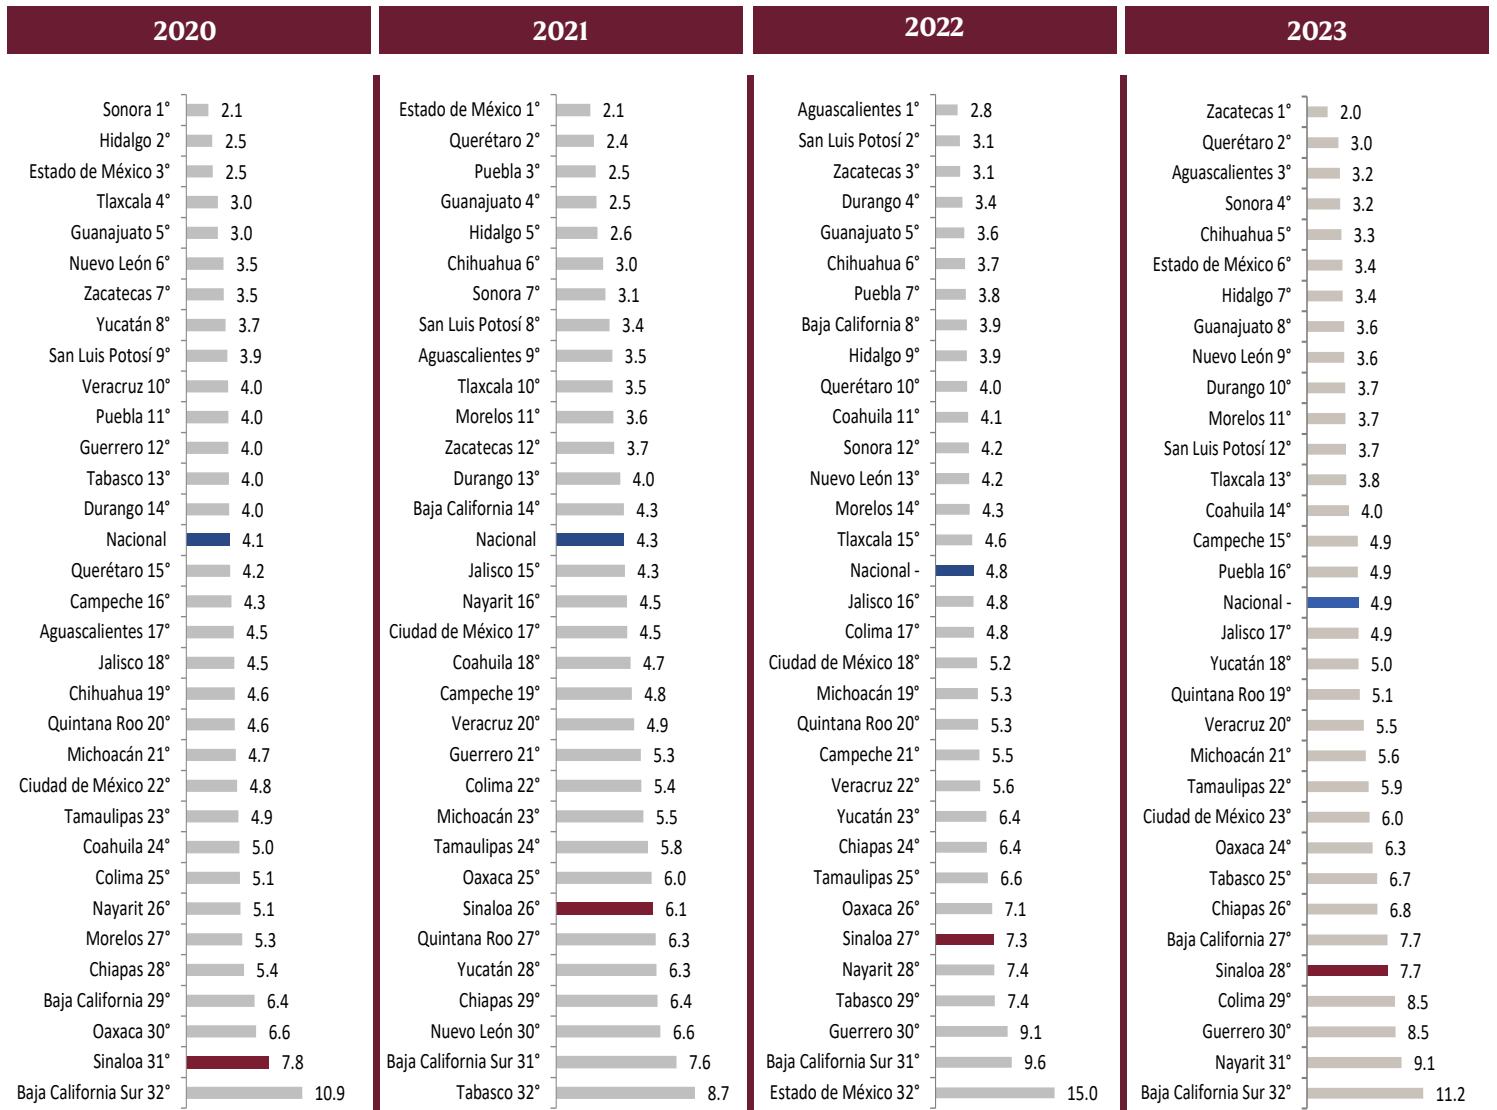 2020
Sonora 1° 2.1
Hidalgo 2° 2.5
Estado de México 3° 2.5
Tlaxcala 4° 3.0
Guanajuato 5° 3.0
Nuevo León 6° 3.5
Zacatecas 7° 3.5
Yucatán 8° 3.7
San Luis Potosí 9° 3.9
Veracruz 10° 4.0
Puebla 11° 4.0
Guerrero 12° 4.0
Tabasco 13° 4.0
Durango 14° 4.0
Nacional 4.1
Querétaro 15° 4.2
Campeche 16° 4.3
Aguascalientes 17° 4.5
Jalisco 18° 4.5
Chihuahua 19° 4.6
Quintana Roo 20° 4.6
Michoacán 21° 4.7
Ciudad de México 22° 4.8
Tamaulipas 23° 4.9
Coahuila 24° 5.0
Colima 25° 5.1
Nayarit 26° 5.1
Morelos 27° 5.3
Chiapas 28° 5.4
Baja California 29° 6.4
Oaxaca 30° 6.6
Sinaloa 31° 7.8
Baja California Sur 32° 10.9
2021
Estado de México 1° 2.1
Querétaro 2° 2.4
Puebla 3° 2.5
Guanajuato 4° 2.5
Hidalgo 5° 2.6
Chihuahua 6° 3.0
Sonora 7° 3.1
San Luis Potosí 8° 3.4
Aguascalientes 9° 3.5
Tlaxcala 10° 3.5
Morelos 11° 3.6
Zacatecas 12° 3.7
Durango 13° 4.0
Baja California 14° 4.3
Nacional 4.3
Jalisco 15° 4.3
Nayarit 16° 4.5
Ciudad de México 17° 4.5
Coahuila 18° 4.7
Campeche 19° 4.8
Veracruz 20° 4.9
Guerrero 21° 5.3
Colima 22° 5.4
Michoacán 23° 5.5
Tamaulipas 24° 5.8
Oaxaca 25° 6.0
Sinaloa 26° 6.1
Quintana Roo 27° 6.3
Yucatán 28° 6.3
Chiapas 29° 6.4
Nuevo León 30° 6.6
Baja California Sur 31° 7.6
Tabasco 32° 8.7
2022
Aguascalientes 1° 2.8
San Luis Potosí 2° 3.1
Zacatecas 3° 3.1
Durango 4° 3.4
Guanajuato 5° 3.6
Chihuahua 6° 3.7
Puebla 7° 3.8
Baja California 8° 3.9
Hidalgo 9° 3.9
Querétaro 10° 4.0
Coahuila 11° 4.1
Sonora 12° 4.2
Nuevo León 13° 4.2
Morelos 14° 4.3
Tlaxcala 15° 4.6
Nacional - 4.8
Jalisco 16° 4.8
Colima 17° 4.8
Ciudad de México 18° 5.2
Michoacán 19° 5.3
Quintana Roo 20° 5.3
Campeche 21° 5.5
Veracruz 22° 5.6
Yucatán 23° 6.4
Chiapas 24° 6.4
Tamaulipas 25° 6.6
Oaxaca 26° 7.1
Sinaloa 27° 7.3
Nayarit 28° 7.4
Tabasco 29° 7.4
Guerrero 30° 9.1
Baja California Sur 31° 9.6
Estado de México 32° 15.0
2023
Zacatecas 1° 2.0
Querétaro 2° 3.0
Aguascalientes 3° 3.2
Sonora 4° 3.2
Chihuahua 5° 3.3
Estado de México 6° 3.4
Hidalgo 7° 3.4
Guanajuato 8° 3.6
Nuevo León 9° 3.6
Durango 10° 3.7
Morelos 11° 3.7
San Luis Potosí 12° 3.7
Tlaxcala 13° 3.8
Coahuila 14° 4.0
Campeche 15° 4.9
Puebla 16° 4.9
Nacional - 4.9
Jalisco 17° 4.9
Yucatán 18° 5.0
Quintana Roo 19° 5.1
Veracruz 20° 5.5
Michoacán 21° 5.6
Tamaulipas 22° 5.9
Ciudad de México 23° 6.0
Oaxaca 24° 6.3
Tabasco 25° 6.7
Chiapas 26° 6.8
Baja California 27° 7.7
Sinaloa 28° 7.7
Colima 29° 8.5
Guerrero 30° 8.5
Nayarit 31° 9.1
Baja California Sur 32° 11.2